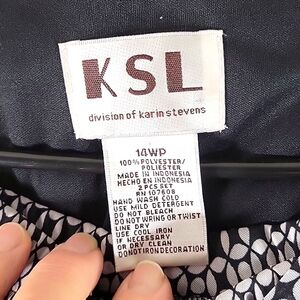 KSL
division of karin stevens
16WP
100% POLYESTER/
POLIESTER
MADE IN INDONESIA
HECHO EN INDONESIA
2 PCS SET
RN 107608
HAND WASH COLD
USE MILD DETERGENT
DO NOT BLEACH
DO NOT WRING OR TWIST
LINE DRY
USE COOL IRON
IF NECESSARY
OR DRY CLEAN
DO NOT IRON DECORATION